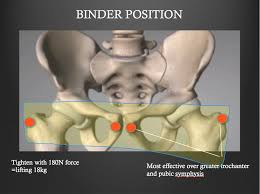 BINDER POSITION
Tighten with 180N force
=lifting 18kg
Most effective over greater trochanter
and pubic symphysis